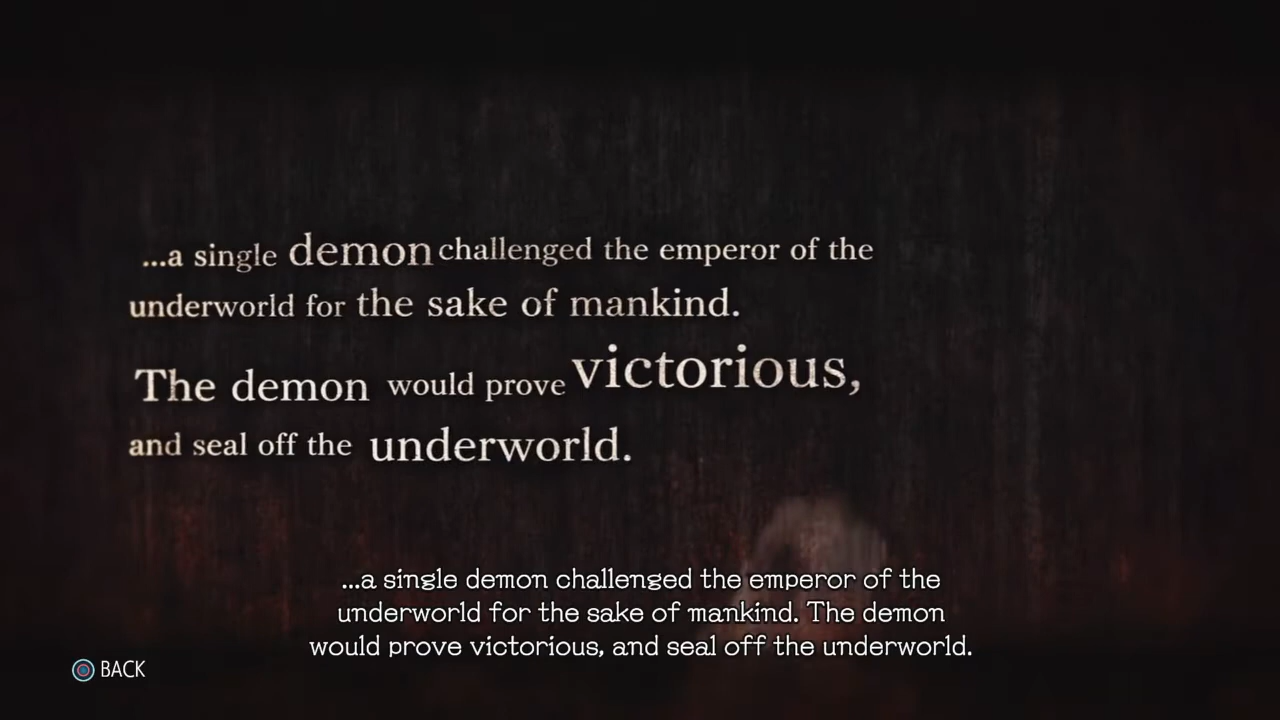 ...a single demon challenged the emperor of the
underworld for the sake of mankind.
The demon would prove victorious,
and seal off the underworld.
...a single demon challenged the emperor of the
underworld for the sake of mankind. The demon
would prove victorious, and seal off the underworld.
BACK